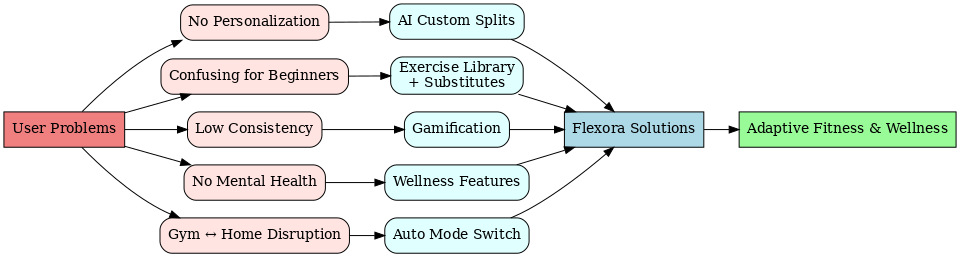 User Problems
No Personalization
Confusing for Beginners
Low Consistency
No Mental Health
Gym ↔ Home Disruption
AI Custom Splits
Exercise Library
+ Substitutes
Gamification
Wellness Features
Auto Mode Switch
Flexora Solutions
Adaptive Fitness & Wellness